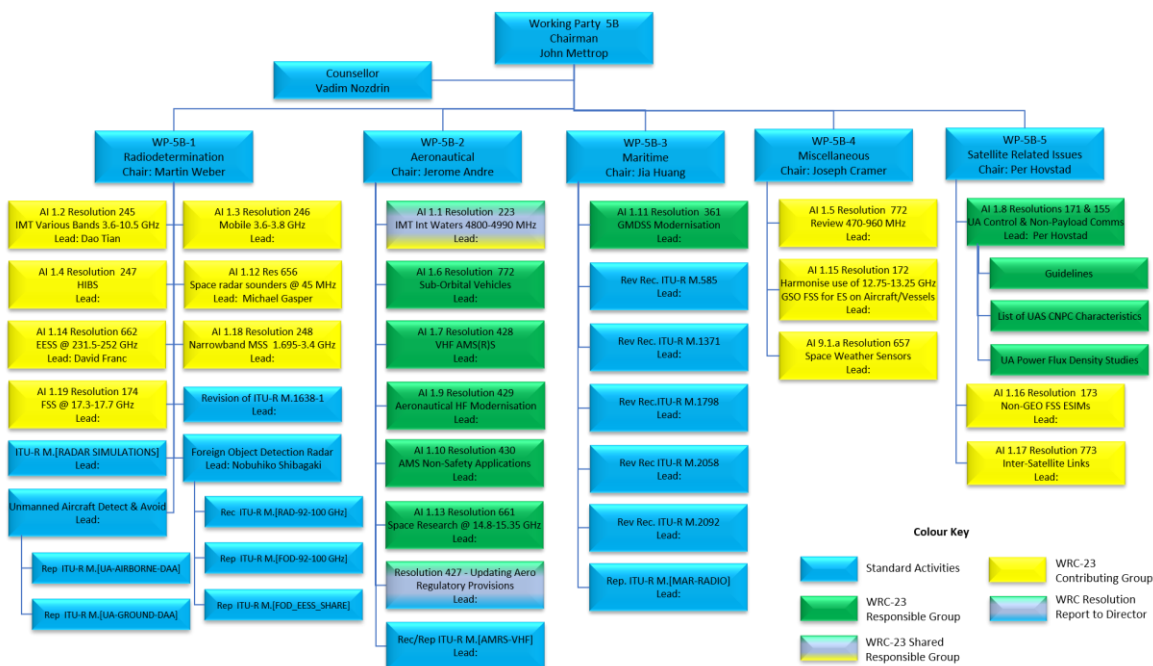 Working Party 5B
Chairman
John Mettrop
Counsellor
Vadim Nozdrin
WP-5B-1
Radiodetermination
Chair: Martin Weber
AI 1.2 Resolution 245
IMT Various Bands 3.6-10.5 GHz
Lead: Dao Tian
AI 1.3 Resolution 246
Mobile 3.6-3.8 GHz
Lead:
AI 1.4 Resolution 247
HIBS
Lead:
AI 1.12 Res 656
Space radar sounders @ 45 MHz
Lead: Michael Gasper
AI 1.14 Resolution 662
EESS @ 231.5-252 GHz
Lead: David Franc
AI 1.18 Resolution 248
Narrowband MSS 1.695-3.4 GHz
Lead:
AI 1.19 Resolution 174
FSS @ 17.3-17.7 GHz
Lead:
Revision of ITU-R M.1638-1
Lead:
ITU-R M.[RADAR SIMULATIONS]
Lead:
Foreign Object Detection Radar
Lead: Nobuhiko Shibagaki
Unmanned Aircraft Detect & Avoid
Lead:
Rec ITU-R M.[RAD-92-100 GHz]
Rep ITU-R M.[UA-AIRBORNE-DAA]
Rep ITU-R M.[FOD-92-100 GHz]
Rep ITU-R M.[UA-GROUND-DAA]
Rep ITU-R M.[FOD_EESS_SHARE]
WP-5B-2
Aeronautical
Chair: Jerome Andre
AI 1.1 Resolution 223
IMT Int Waters 4800-4990 MHz
Lead:
AI 1.6 Resolution 772
Sub-Orbital Vehicles
Lead:
AI 1.7 Resolution 428
VHF AMS(R)S
Lead:
AI 1.9 Resolution 429
Aeronautical HF Modernisation
Lead:
AI 1.10 Resolution 430
AMS Non-Safety Applications
Lead:
AI 1.13 Resolution 661
Space Research @ 14.8-15.35 GHz
Lead:
Resolution 427 - Updating Aero
Regulatory Provisions
Lead:
Rec/Rep ITU-R M.[AMRS-VHF]
Lead:
WP-5B-3
Maritime
Chair: Jia Huang
AI 1.11 Resolution 361
GMDSS Modernisation
Lead:
Rev Rec. ITU-R M.585
Lead:
Rev Rec. ITU-R M.1371
Lead:
Rev Rec.ITU-R M.1798
Lead:
Rev Rec ITU-R M.2058
Lead:
Rev Rec. ITU-R M.2092
Lead:
Rep. ITU-R M.[MAR-RADIO]
Lead:
WP-5B-4
Miscellaneous
Chair: Joseph Cramer
AI 1.5 Resolution 772
Review 470-960 MHz
Lead:
AI 1.15 Resolution 172
Harmonise use of 12.75-13.25 GHz
GSO FSS for ES on Aircraft/Vessels
Lead:
AI 9.1.a Resolution 657
Space Weather Sensors
Lead:
WP-5B-5
Satellite Related Issues
Chair: Per Hovstad
AI 1.8 Resolutions 171 & 155
UA Control & Non-Payload Comms
Lead: Per Hovstad
Guidelines
List of UAS CNPC Characteristics
UA Power Flux Density Studies
AI 1.16 Resolution 173
Non-GEO FSS ESIMs
Lead:
AI 1.17 Resolution 773
Inter-Satellite Links
Lead:
Colour Key
Standard Activities
WRC-23
Contributing Group
WRC-23
Responsible Group
WRC Resolution
Report to Director
WRC-23 Shared
Responsible Group